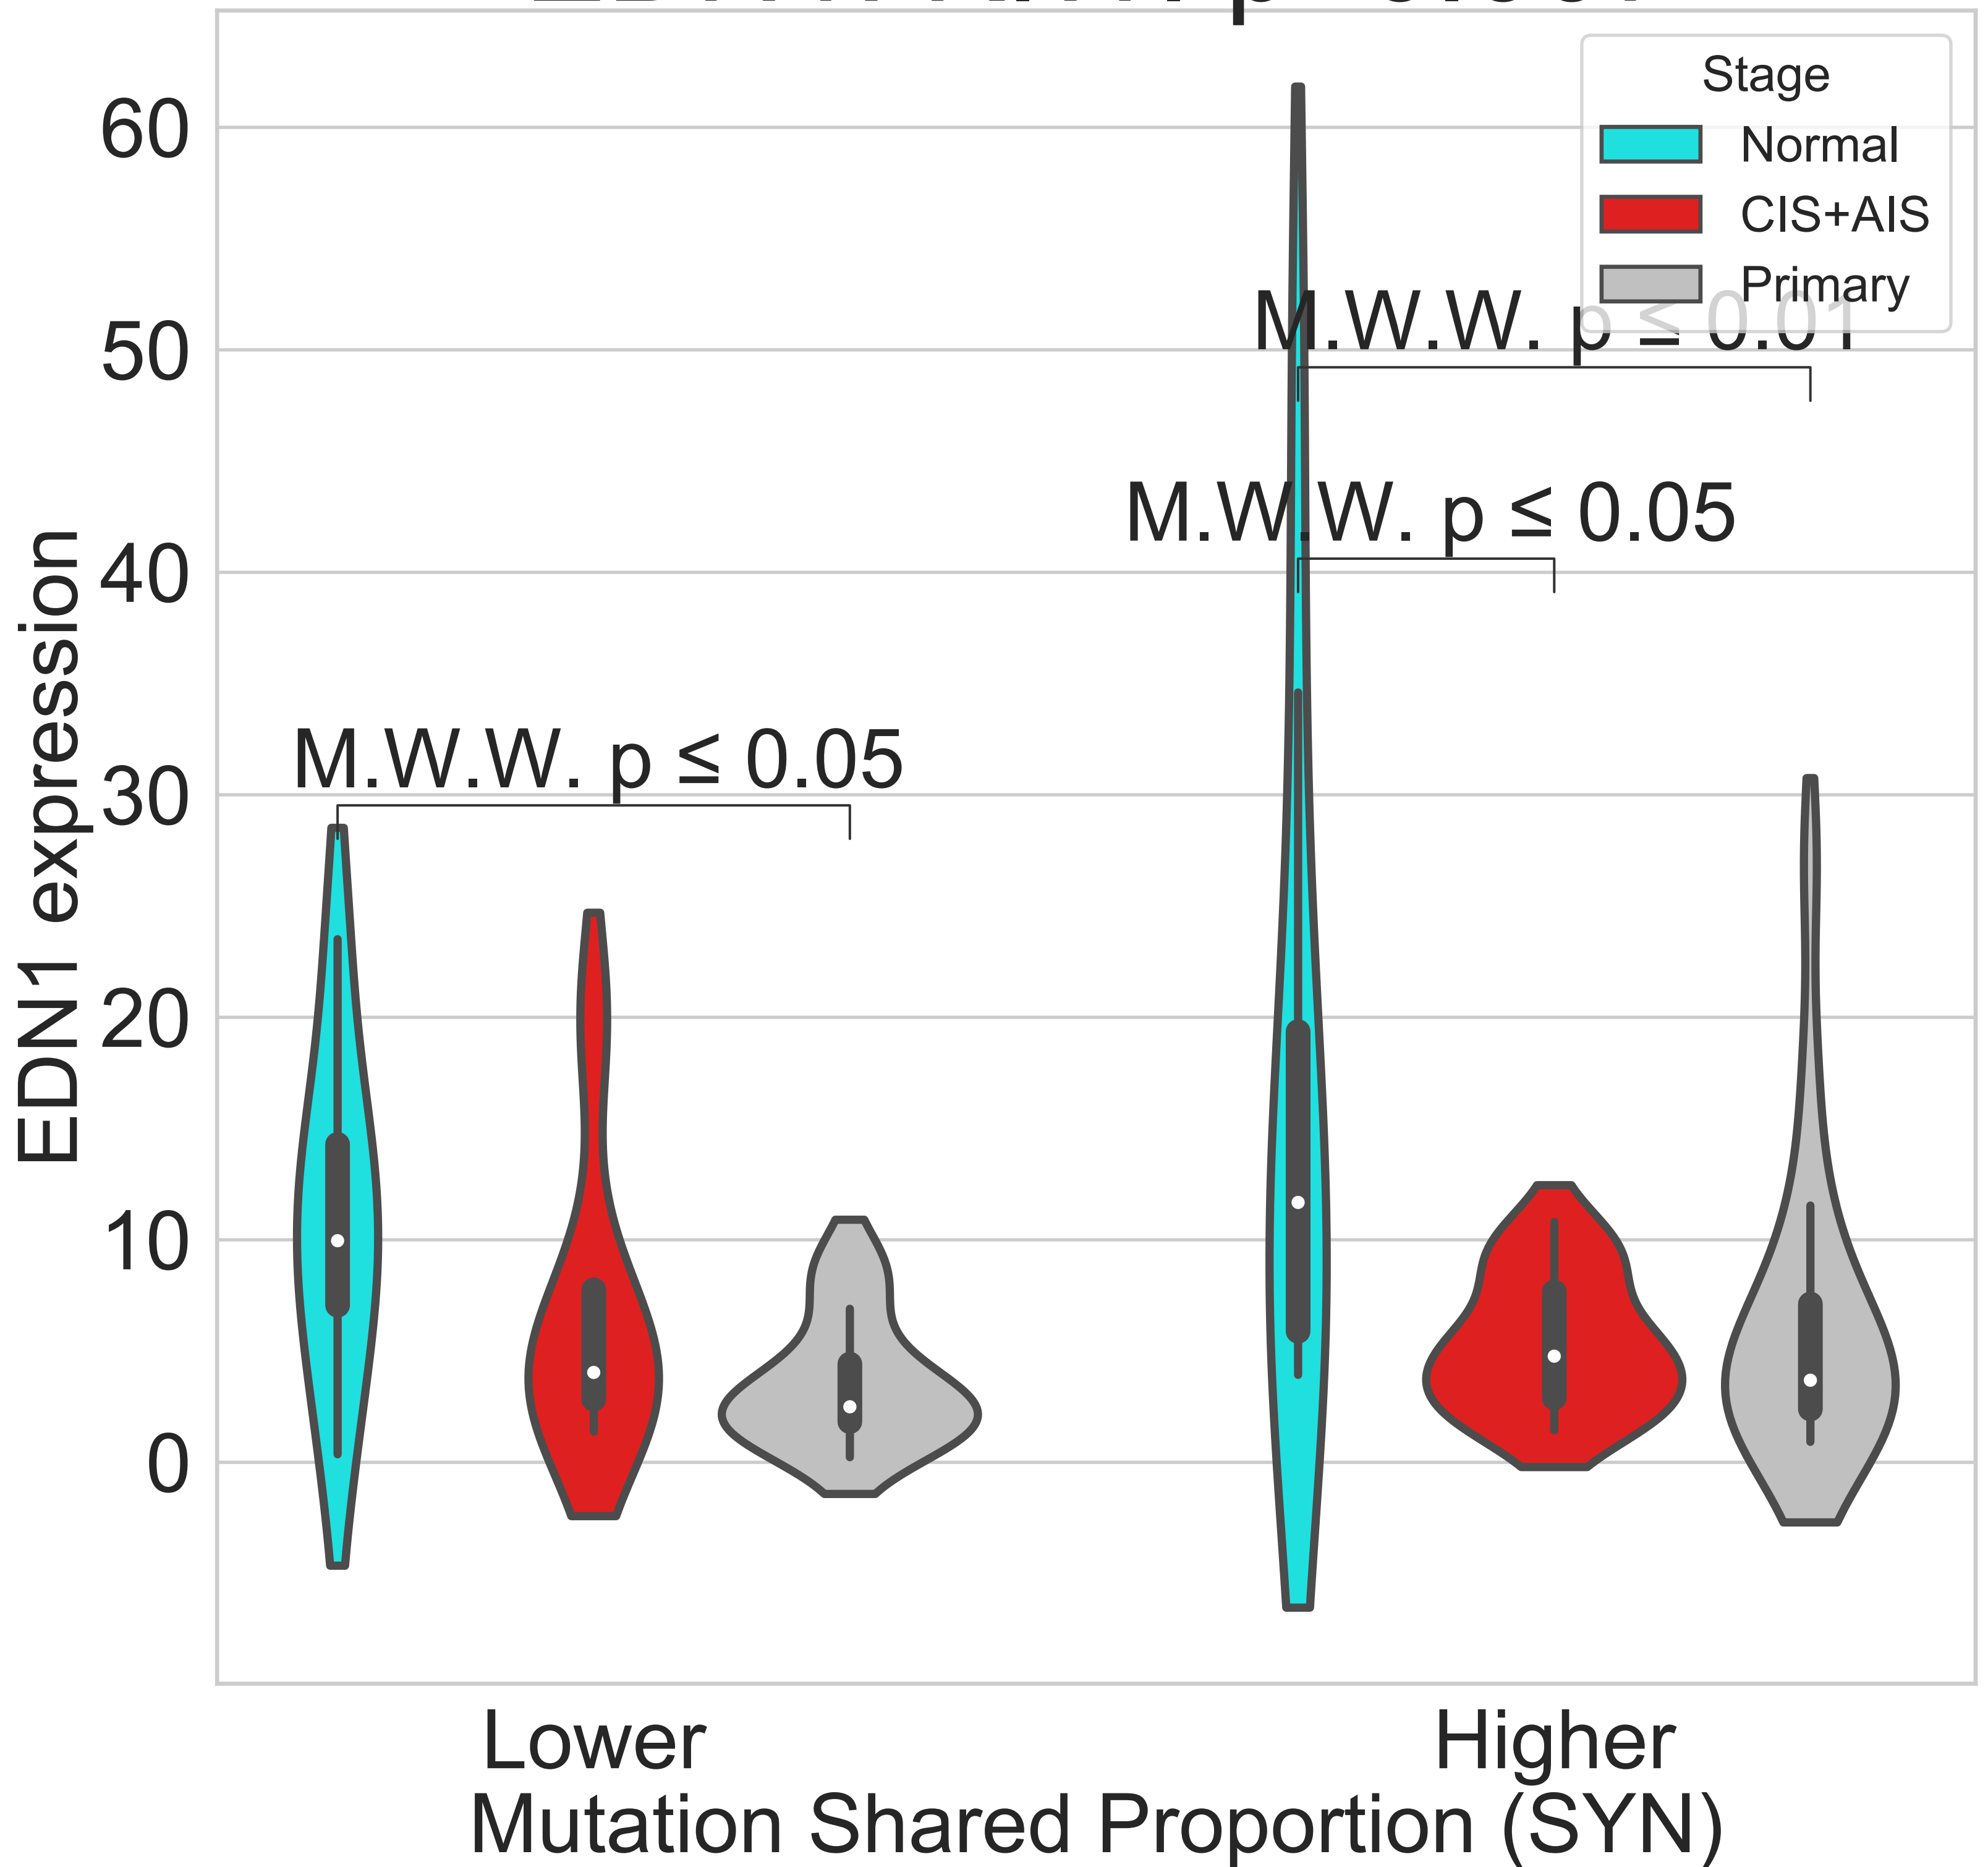 Stage
Normal
CIS+AIS
Primary
60
50
40
30
20
10
0
EDN1 expression
M.W.W. p ≤ 0.01
M.W.W. p ≤ 0.05
M.W.W. p ≤ 0.05
Lower
Higher
Mutation Shared Proportion (SYN)